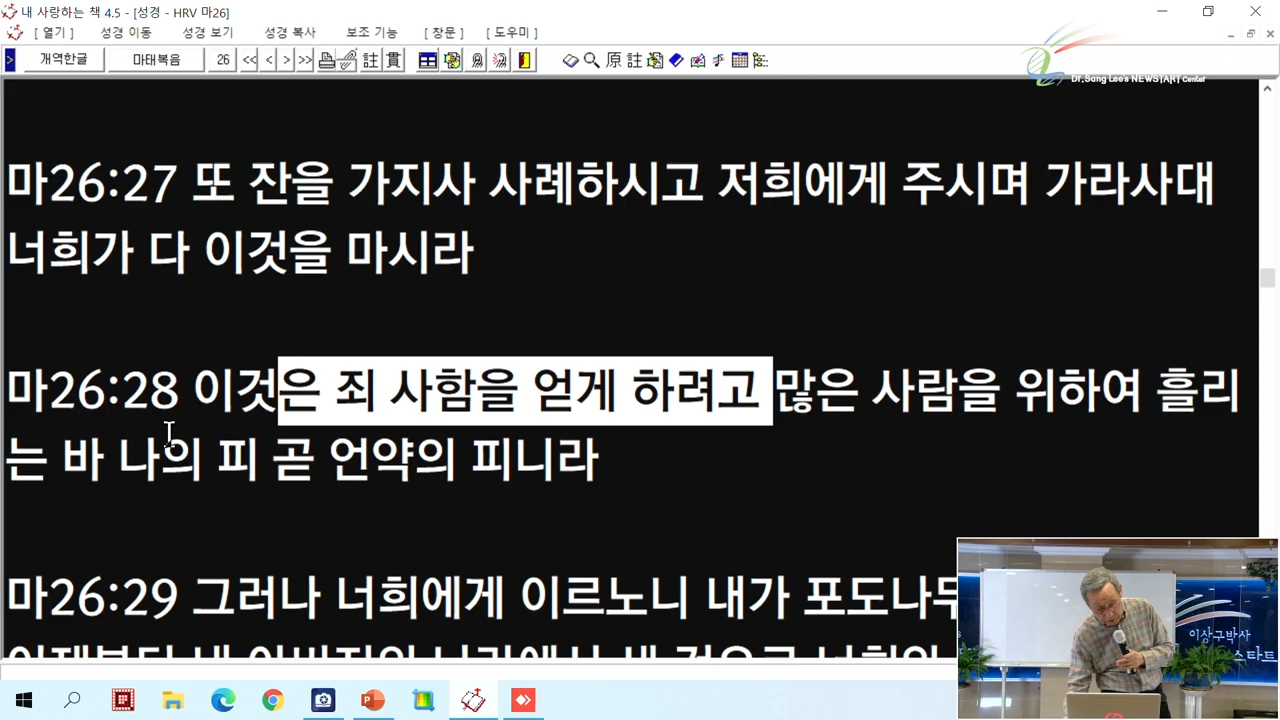 내 사랑하는 책 4.5 - [성경 - HRV 마26]
[ 열기 ] 성경 이동 성경 보기 성경 복사 보조 기능 [ 창문 ] [ 도우미 ]
개역한글 마태복음 26 << < > >> 註 貫 原 註
Dr.Sang Lee's NEWSTART Center
마26:27 또 잔을 가지사 사례하시고 저희에게 주시며 가라사대
너희가 다 이것을 마시라
마26:28 이것은 죄 사함을 얻게 하려고 많은 사람을 위하여 흘리
는 바 나의 피 곧 언약의 피니라
마26:29 그러나 너희에게 이르노니 내가 포도나무
이상구박사
스타트